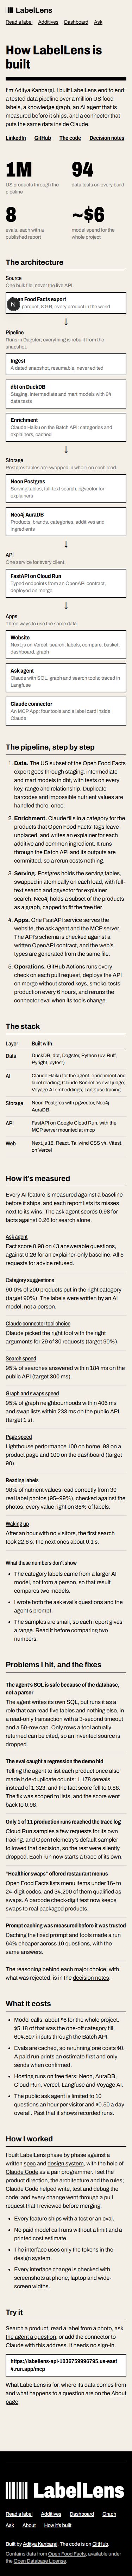 LabelLens
Read a label Additives Dashboard Ask
How LabelLens is
built
I'm Aditya Kanbargi. I built LabelLens end to end:
a tested data pipeline over a million US food
labels, a knowledge graph, an AI agent that is
measured before it ships, and a connector that
puts the same data inside Claude.
LinkedIn GitHub The code Decision notes
1M
US products through the
pipeline
94
data tests on every build
8
evals, each with a
published report
~$6
model spend for the
whole project
The architecture
Source
One bulk file, never the live API.
Food Facts export
parquet, 8 GB, every product in the world
↓
Pipeline
Runs in Dagster; everything is rebuilt from the
snapshot
Ingest
A dated snapshot, resumable, never edited
dbt on DuckDB
Staging, intermediate and mart models with 94
data tests
Enrichment
Claude Haiku on the Batch API: categories and
explainers, cached
↓
Storage
Postgres tables are swapped in whole on each load.
Neon Postgres
Serving tables, full-text search, pgvector for
explainers
Neo4j AuraDB
Products, brands, categories, additives and
ingredients
↓
API
One service for every client.
FastAPI on Cloud Run
Typed endpoints from an OpenAPI contract,
deployed on merge
↓
Apps
Three ways to use the same data.
Website
Next.js on Vercel: search, labels, compare, basket,
dashboard, graph
Ask agent
Claude with SQL, graph and search tools; traced in
Langfuse
Claude connector
An MCP App: four tools and a label card inside
Claude
The pipeline, step by step
1. Data. The US subset of the Open Food Facts
export goes through staging, intermediate
and mart models in dbt, with tests on every
key, range and relationship. Duplicate
barcodes and impossible nutrient values are
handled there, once.
2. Enrichment. Claude fills in a category for the
products that Open Food Facts' tags leave
unplaced, and writes an explainer for each
additive and common ingredient. It runs
through the Batch API and its outputs are
committed, so a rerun costs nothing.
3. Serving. Postgres holds the serving tables,
swapped in atomically on each load, with full-
text search and pgvector for explainer
search. Neo4j holds a subset of the products
as a graph, capped to fit the free tier.
4. Apps. One FastAPI service serves the
website, the ask agent and the MCP server.
The API's schema is checked against a
written OpenAPI contract, and the web's
types are generated from the same file.
5. Operations. GitHub Actions runs every
check on each pull request, deploys the API
on merge without stored keys, smoke-tests
production every 6 hours, and reruns the
connector eval when its tools change.
The stack
Layer Built with
Data DuckDB, dbt, Dagster, Python (uv, Ruff,
Pyright, pytest)
AI Claude Haiku for the agent, enrichment and
label reading; Claude Sonnet as eval judge;
Voyage AI embeddings; Langfuse tracing
Storage Neon Postgres with pgvector, Neo4j
AuraDB
API FastAPI on Google Cloud Run, with the
MCP server mounted at /mcp
Web Next.js 16, React, Tailwind CSS v4, Vitest,
on Vercel
How it's measured
Every AI feature is measured against a baseline
before it ships, and each report lists its misses
next to its wins. The ask agent scores 0.98 for
facts against 0.26 for search alone.
Ask agent
Fact score 0.98 on 43 answerable questions,
against 0.26 for an explainer-only baseline. All 5
requests for advice refused.
Category suggestions
90.0% of 200 products put in the right category
(target 90%). The labels were written by an AI
model, not a person.
Claude connector tool choice
Claude picked the right tool with the right
arguments for 29 of 30 requests (target 90%).
Search speed
95% of searches answered within 184 ms on the
public API (target 300 ms).
Graph and swaps speed
95% of graph neighbourhoods within 406 ms
and swap lists within 233 ms on the public API
(target 1 s).
Page speed
Lighthouse performance 100 on home, 98 on a
product page and 100 on the dashboard (target
90).
Reading labels
98% of nutrient values read correctly from 30
real label photos (95–99%), checked against the
photos; every value right on 85% of labels.
Waking up
After an hour with no visitors, the first search
took 22.6 s; the next one about 0.1 s.
What these numbers don't show
• The category labels came from a larger AI
model, not from a person, so that result
compares two models.
• I wrote both the ask eval's questions and the
agent's prompt.
• The samples are small, so each report gives
a range. Read it before comparing two
numbers.
Problems I hit, and the fixes
The agent's SQL is safe because of the database,
not a parser
The agent writes its own SQL, but runs it as a
role that can read five tables and nothing else, in
a read-only transaction with a 3-second timeout
and a 50-row cap. Only rows it actually
returned can be cited, so an invented source is
dropped.
The eval caught a regression the demo hid
Telling the agent to list each product once also
made it de-duplicate counts: 1,178 cereals
instead of 1,323, and the fact score fell to 0.88.
The fix was scoped to lists, and the score went
back to 0.98.
Only 1 of 11 production runs reached the trace log
Cloud Run samples a few requests for its own
tracing, and OpenTelemetry's default sampler
followed that decision, so the rest were silently
dropped. Each run now starts a trace of its own.
“Healthier swaps” offered restaurant menus
Open Food Facts lists menu items under 16- to
24-digit codes, and 34,200 of them qualified as
swaps. A barcode check-digit test now keeps
swaps to real packaged products.
Prompt caching was measured before it was trusted
Caching the fixed prompt and tools made a run
64% cheaper across 10 questions, with the
same answers.
The reasoning behind each major choice, with
what was rejected, is in the decision notes.
What it costs
• Model calls: about $6 for the whole project.
$5.18 of that was the one-off category fill,
604,507 inputs through the Batch API.
• Evals are cached, so rerunning one costs $0.
A paid run prints an estimate first and only
sends when confirmed.
• Hosting runs on free tiers: Neon, AuraDB,
Cloud Run, Vercel, Langfuse and Voyage AI.
• The public ask agent is limited to 10
questions an hour per visitor and $0.50 a day
overall. Past that it shows recorded runs.
How I worked
I built LabelLens phase by phase against a
written spec and design system, with the help of
Claude Code as a pair programmer: I set the
product direction, the architecture and the rules;
Claude Code helped write, test and debug the
code; and every change went through a pull
request that I reviewed before merging.
• Every feature ships with a test or an eval.
• No paid model call runs without a limit and a
printed cost estimate.
• The interface uses only the tokens in the
design system.
• Every interface change is checked with
screenshots at phone, laptop and wide-
screen widths.
Try it
Search a product, read a label from a photo, ask
the agent a question, or add the connector to
Claude with this address. It needs no sign-in.
https://labellens-api-1036759996795.us-east
4.run.app/mcp
What LabelLens is for, where its data comes from
and what happens to a question are on the About
page.
LabelLens
Read a label Additives Dashboard Graph
Ask About How it's built
Built by Aditya Kanbargi. The code is on GitHub.
Contains data from Open Food Facts, available under
the Open Database License.